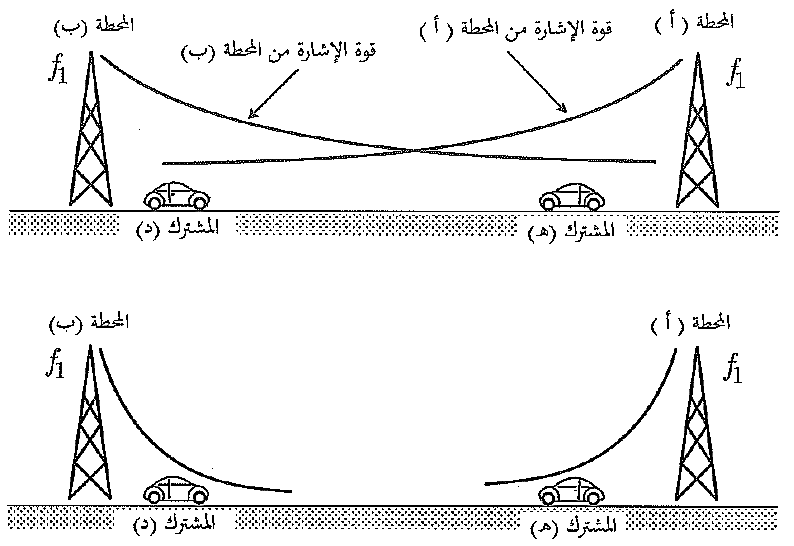 المحطة (أ)
المحطة (ب)
قوة الإشارة من المحطة (أ)
قوة الإشارة من المحطة (ب)
f1
f1
المشترك (هـ)
المشترك (د)
المحطة (أ)
المحطة (ب)
f1
f1
المشترك (هـ)
المشترك (د)